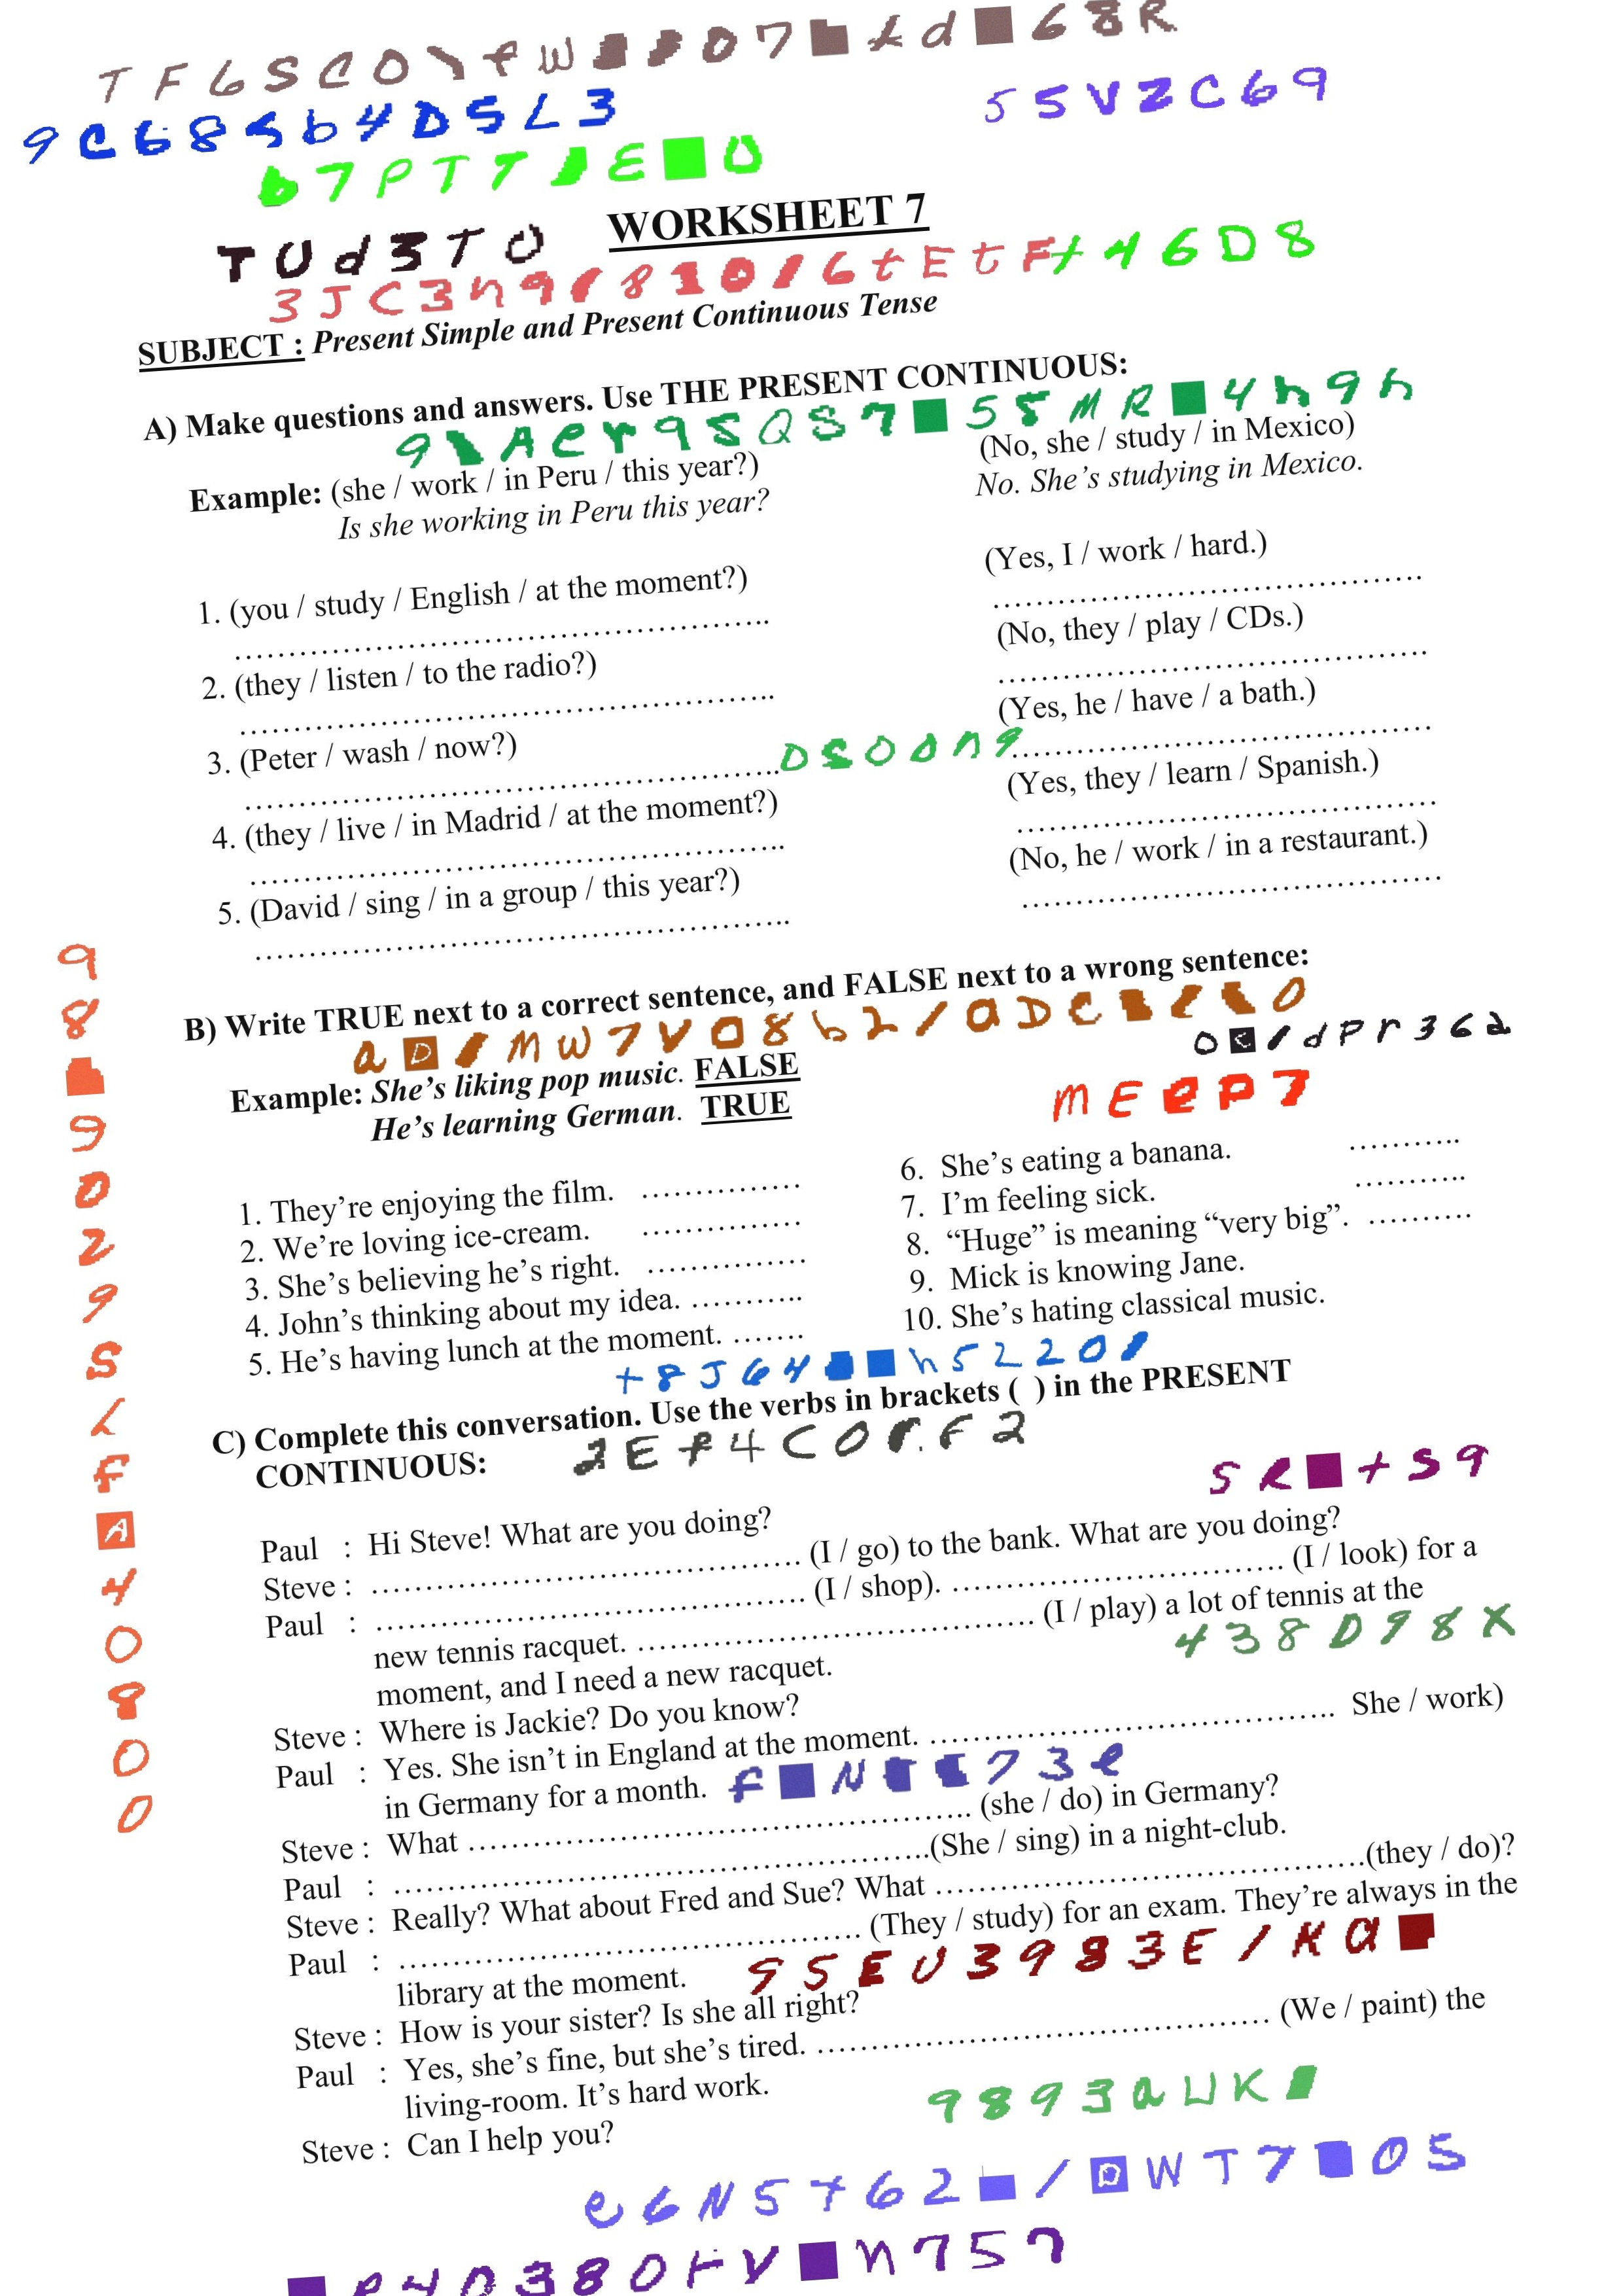 55VZC69
WORKSHEET 7
SUBJECT : Present Simple and Present Continuous Tense
A) Make questions and answers. Use THE PRESENT CONTINUOUS:
Example: (she / work / in Peru / this year?) (No, she / study / in Mexico)
Is she working in Peru this year? No. She's studying in Mexico.
1. (you / study / English / at the moment?) (Yes, I / work / hard.)
…………………………………………….. ………………………………….
2. (they / listen / to the radio?) (No, they / play / CDs.)
…………………………………………….. ………………………………….
3. (Peter / wash / now?) (Yes, he / have / a bath.)
…………………………………………….. ………………………………….
4. (they / live / in Madrid / at the moment?) (Yes, they / learn / Spanish.)
…………………………………………….. ………………………………….
5. (David / sing / in a group / this year?) (No, he / work / in a restaurant.)
…………………………………………….. ………………………………….
B) Write TRUE next to a correct sentence, and FALSE next to a wrong sentence:
Example: She's liking pop music. FALSE
He's learning German. TRUE
1. They're enjoying the film. ……………
2. We're loving ice-cream. ……………
3. She's believing he's right. ……………
4. John's thinking about my idea. ………..
5. He's having lunch at the moment. …….
6. She's eating a banana. ………..
7. I'm feeling sick. ………..
8. “Huge” is meaning “very big”. ……….
9. Mick is knowing Jane.
10. She's hating classical music.
C) Complete this conversation. Use the verbs in brackets ( ) in the PRESENT
CONTINUOUS:
Paul : Hi Steve! What are you doing?
Steve : ……………………………………. (I / go) to the bank. What are you doing?
Paul : ……………………………………. (I / shop). ……………………………. (I / look) for a
new tennis racquet. …………………………………. (I / play) a lot of tennis at the
moment, and I need a new racquet.
438D98X
Steve : Where is Jackie? Do you know?
Paul : Yes. She isn't in England at the moment. ………………………………….. She / work)
in Germany for a month.
Steve : What ……………………………………….. (she / do) in Germany?
Paul : …………………………………………….(She / sing) in a night-club.
Steve : Really? What about Fred and Sue? What …………………………………….(they / do)?
Paul : ………………………………………. (They / study) for an exam. They're always in the
library at the moment.
Steve : How is your sister? Is she all right?
Paul : Yes, she's fine, but she's tired. ………………………………………. (We / paint) the
living-room. It's hard work.
Steve : Can I help you?